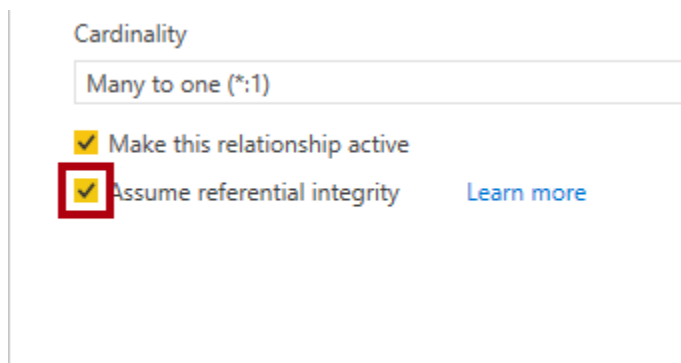 Cardinality
Many to one (*:1)
Make this relationship active
Assume referential integrity Learn more